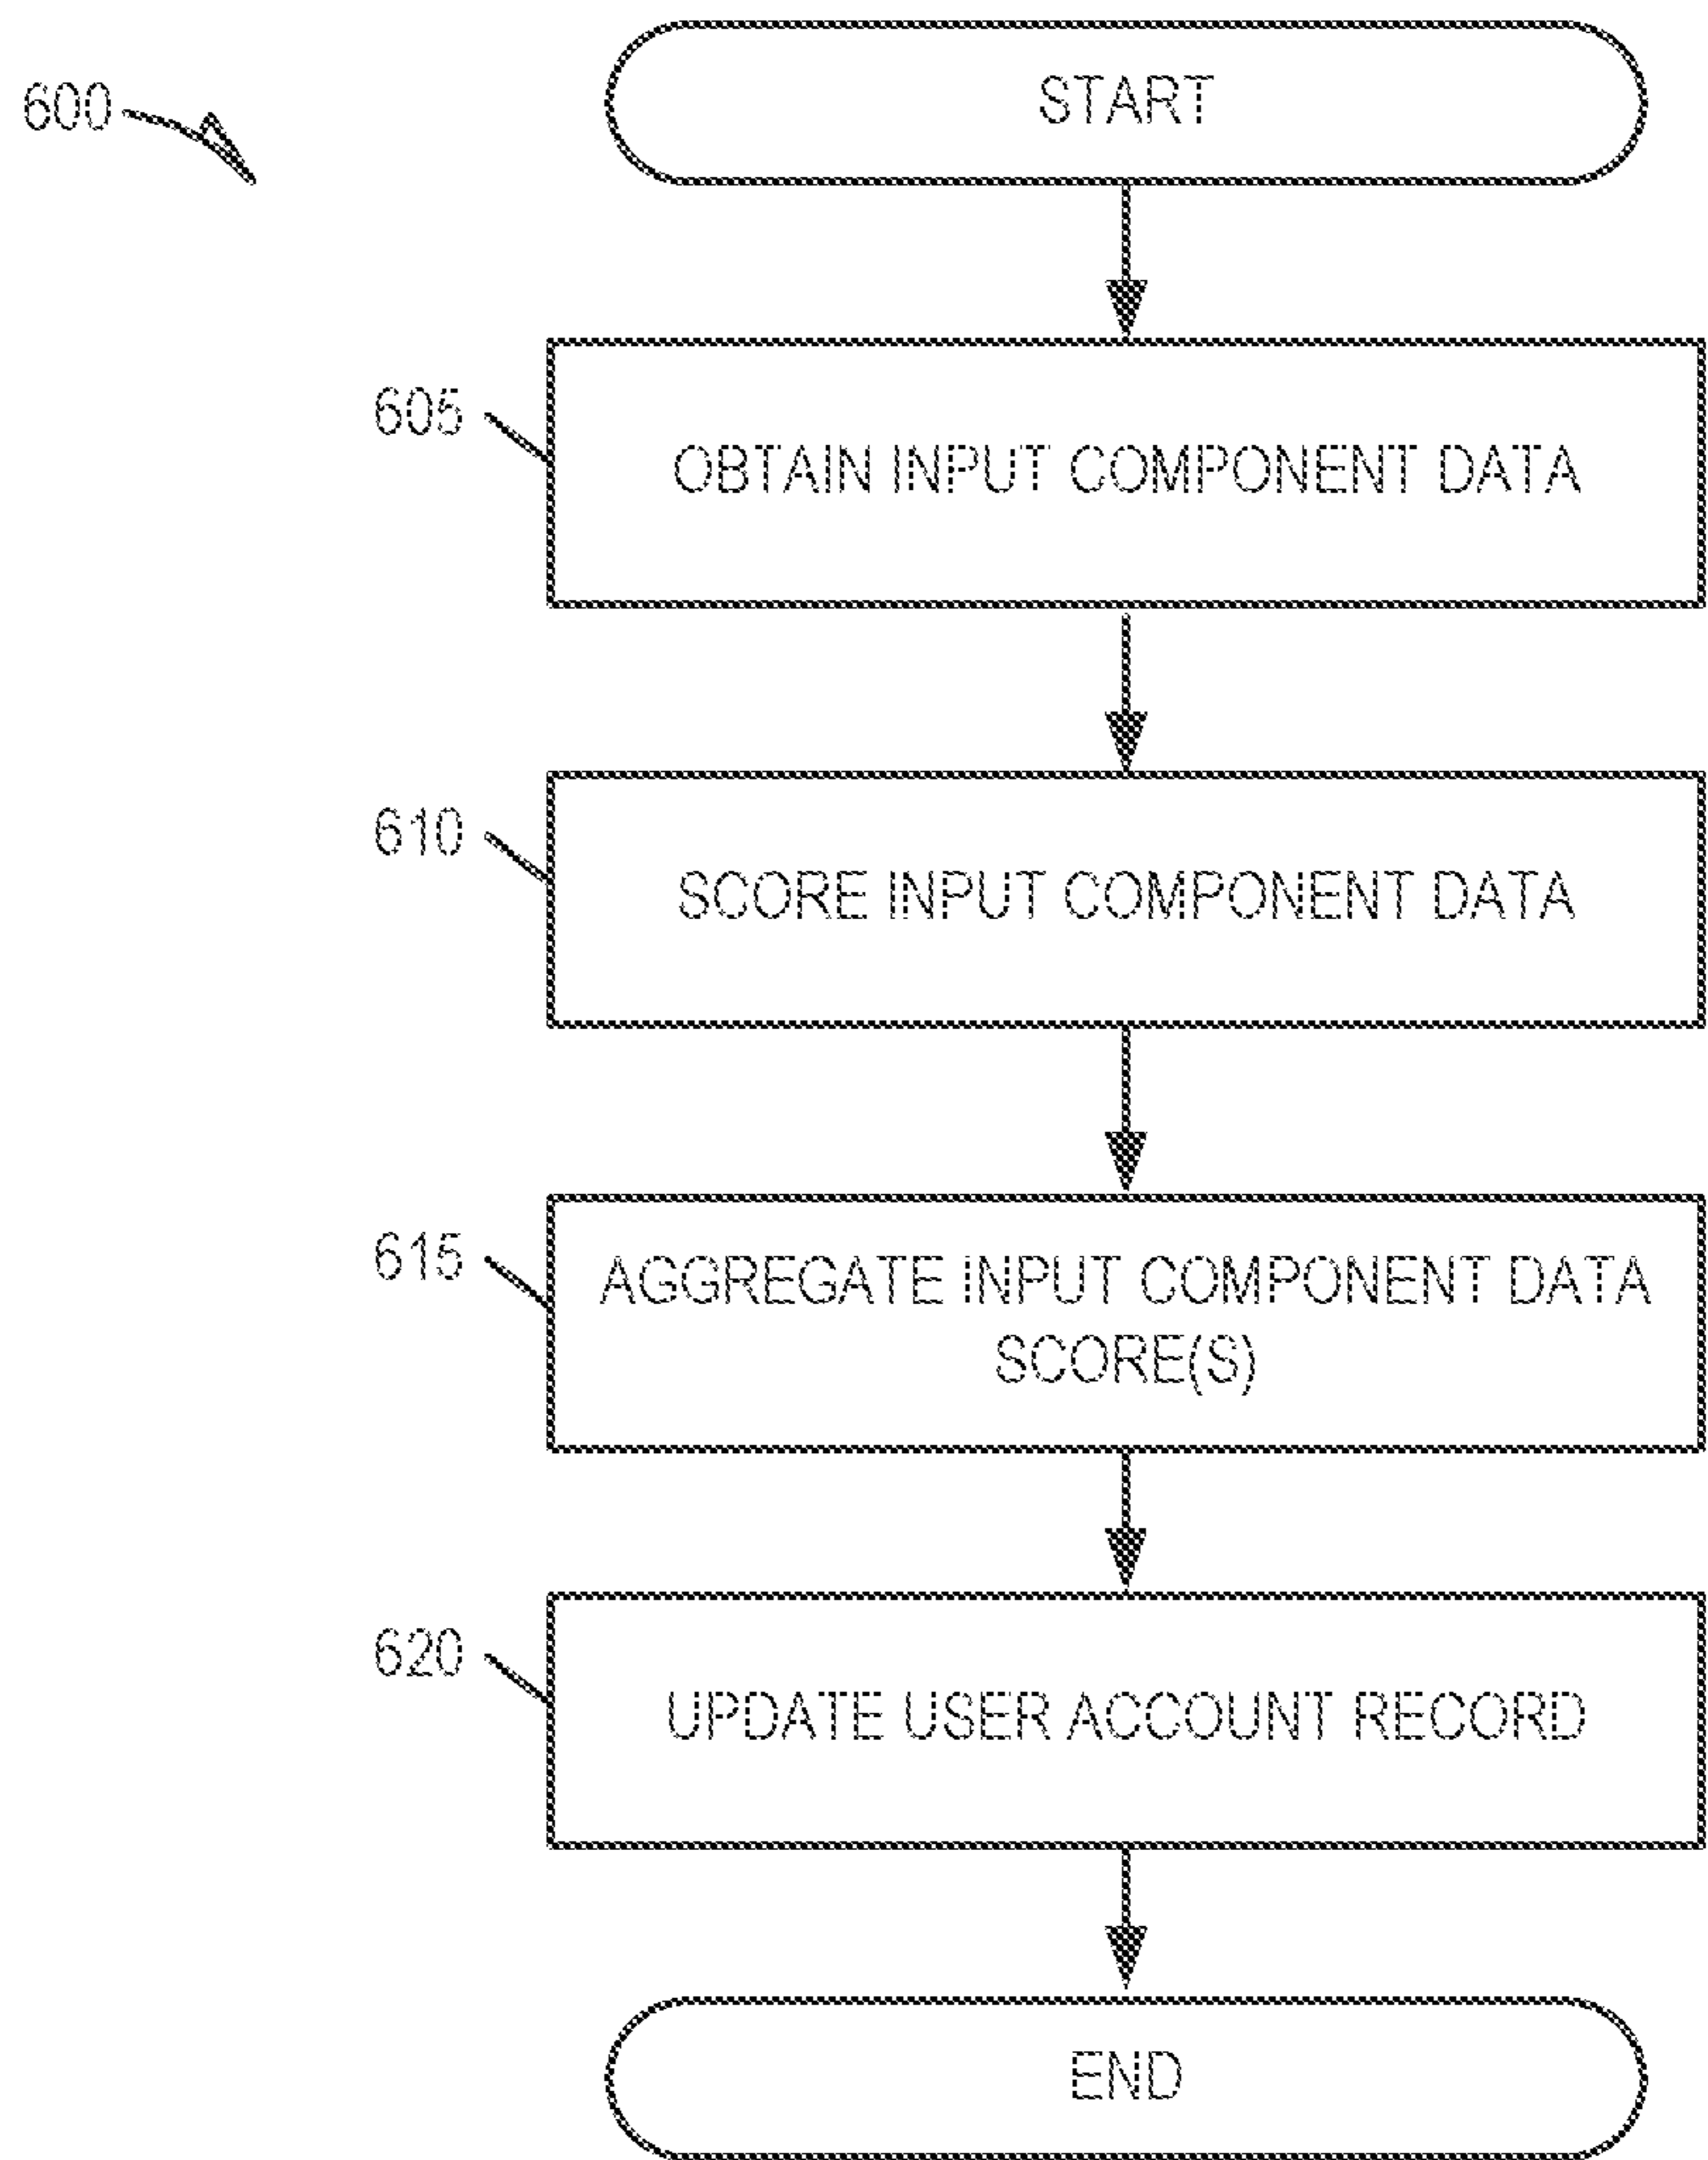 600
START
605
OBTAIN INPUT COMPONENT DATA
610
SCORE INPUT COMPONENT DATA
615
AGGREGATE INPUT COMPONENT DATA
SCORE(S)
620
UPDATE USER ACCOUNT RECORD
END